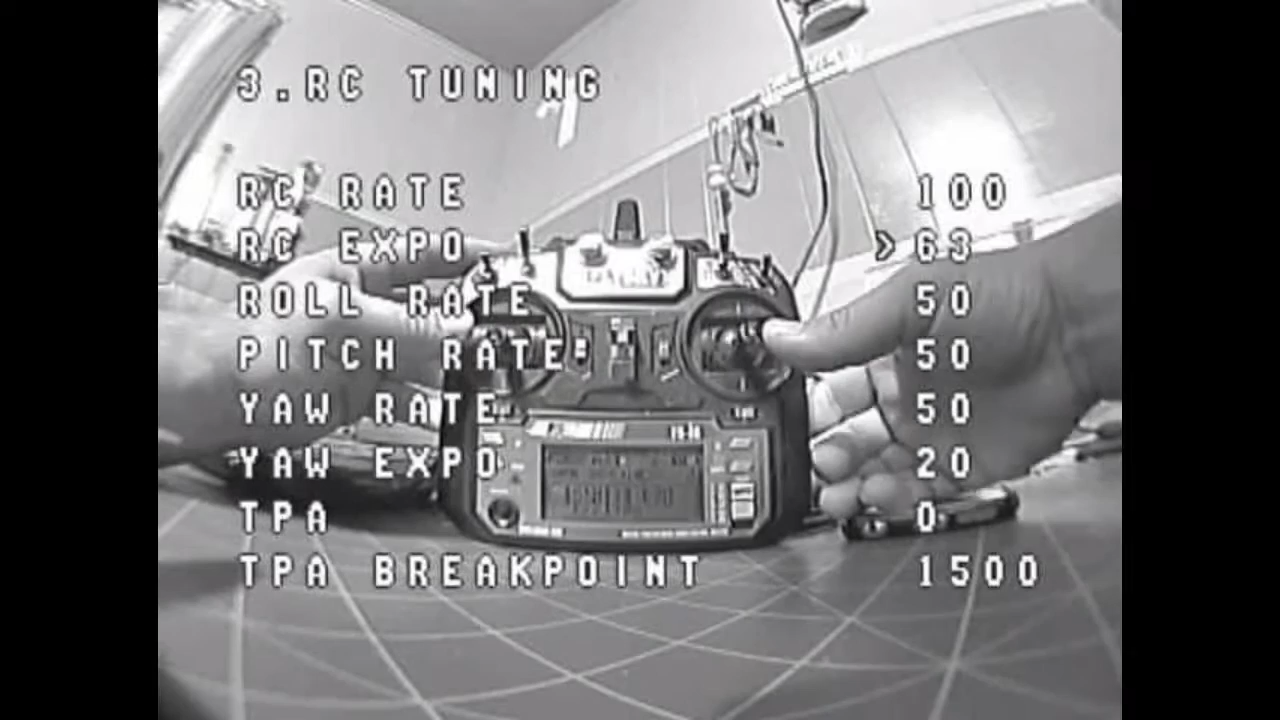 3.RC TUNING
RC RATE 100
RC EXPO >63
ROLL RATE 50
PITCH RATE 50
YAW RATE 50
YAW EXPO 20
TPA 0
TPA BREAKPOINT 1500